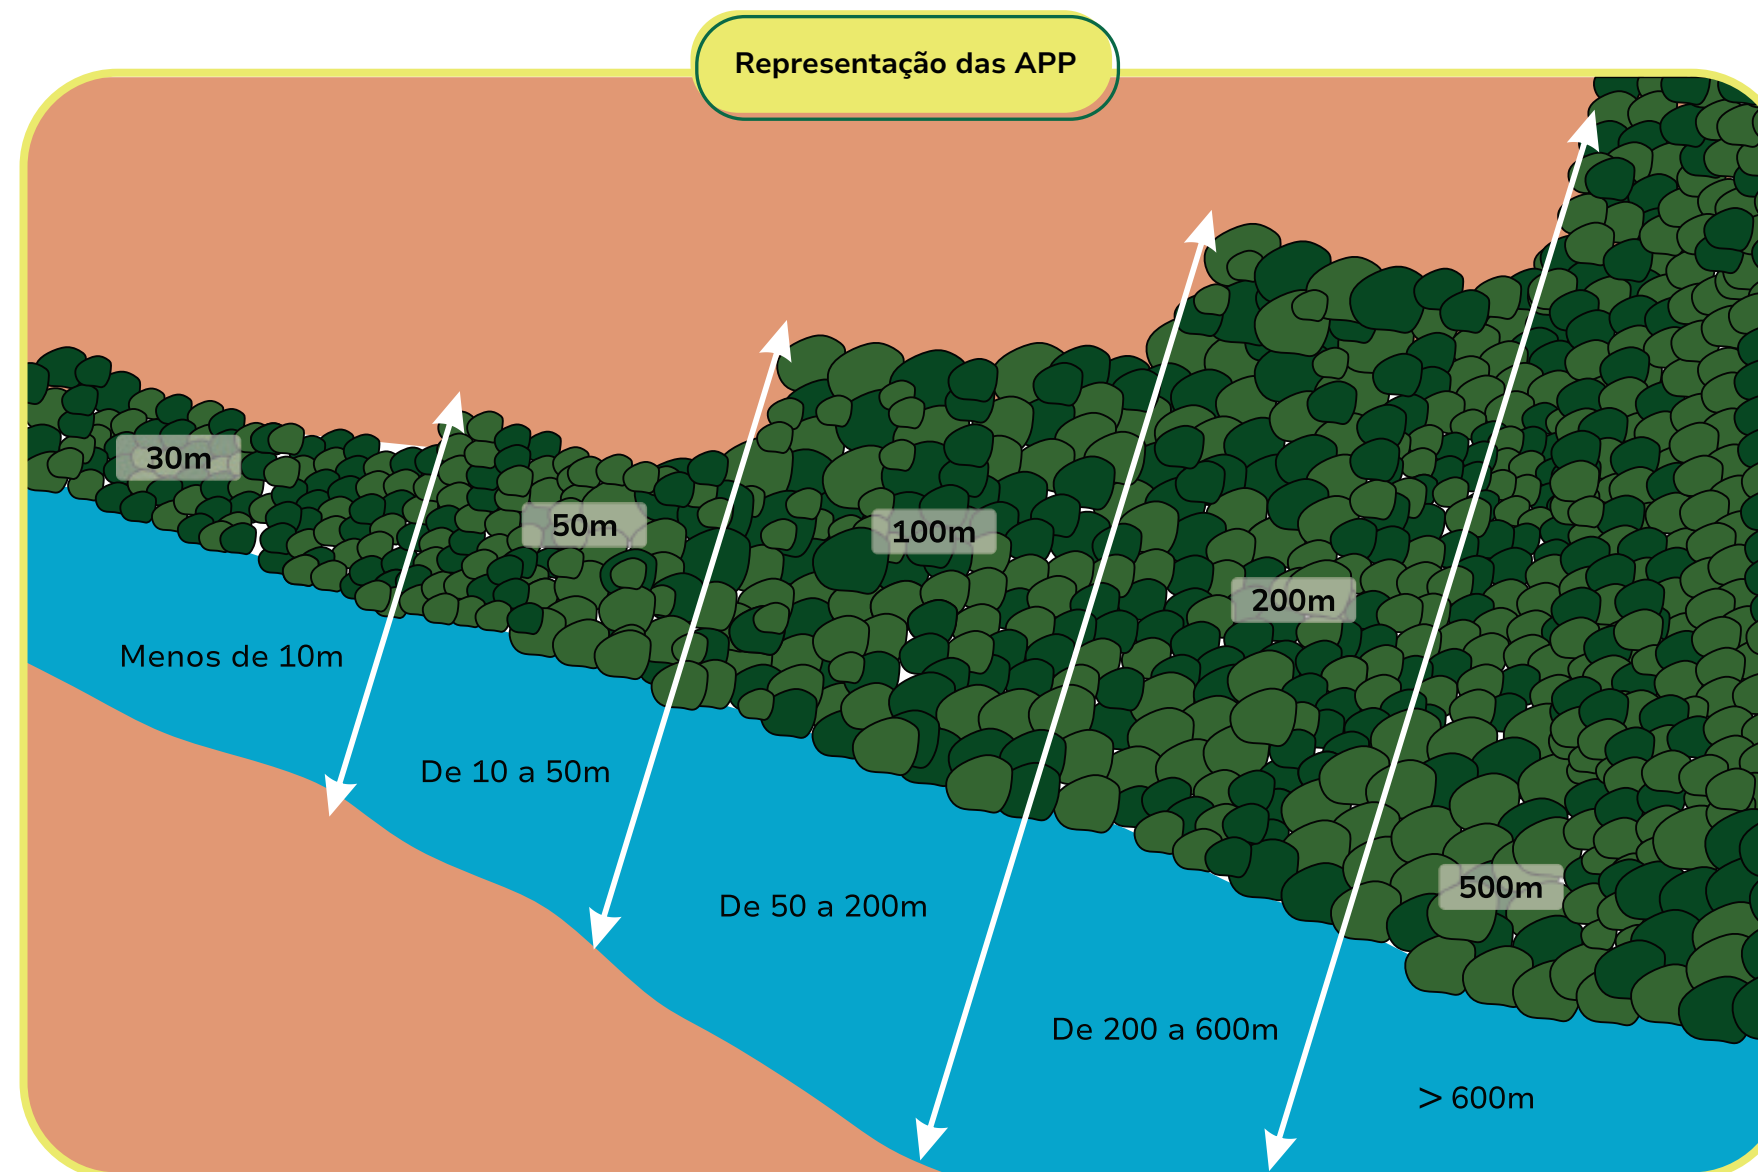 Representação das APP
30m
50m
100m
200m
500m
Menos de 10m
De 10 a 50m
De 50 a 200m
De 200 a 600m
> 600m